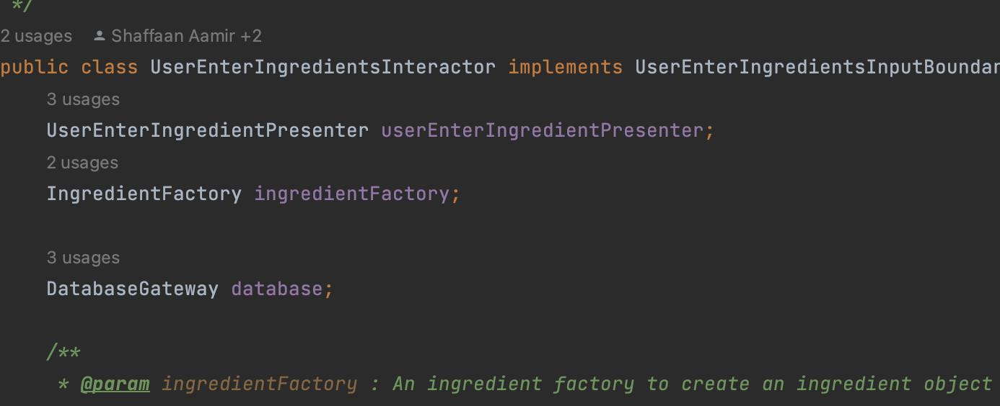 */
2 usages Shaffaan Aamir +2
public class UserEnterIngredientsInteractor implements UserEnterIngredientsInputBoundar
3 usages
UserEnterIngredientPresenter userEnterIngredientPresenter;
2 usages
IngredientFactory ingredientFactory;
3 usages
DatabaseGateway database;
/**
* @param ingredientFactory : An ingredient factory to create an ingredient object